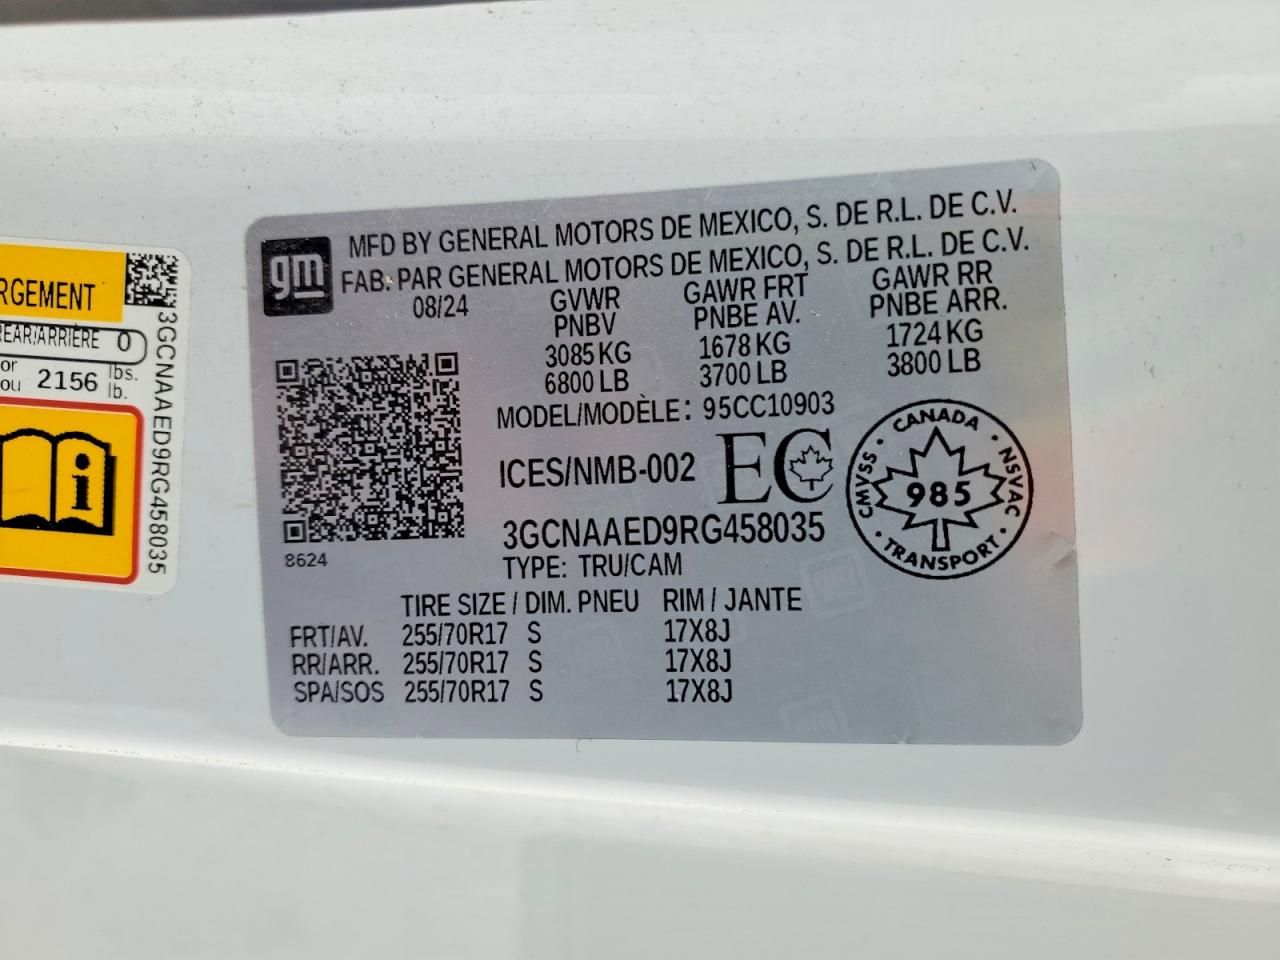 RGEMENT
REAR/ARRIÈRE 0
or
ou 2156 lbs.
lb.
3GCNAAED9RG458035
gm
MFD BY GENERAL MOTORS DE MEXICO, S. DE R.L. DE C.V.
FAB: PAR GENERAL MOTORS DE MEXICO, S. DE R.L. DE C.V.
08/24 GVWR GAWR FRT GAWR RR
PNBV PNBE AV. PNBE ARR.
3085 KG 1678 KG 1724 KG
6800 LB 3700 LB 3800 LB
MODEL/MODÈLE: 95CC10903
ICES/NMB-002 EC
CANADA
CMVSS 985 NSVAC
TRANSPORT
3GCNAAED9RG458035
8624
TYPE: TRU/CAM
TIRE SIZE / DIM. PNEU RIM / JANTE
FRT/AV. 255/70R17 S 17X8J
RR/ARR. 255/70R17 S 17X8J
SPA/SOS 255/70R17 S 17X8J